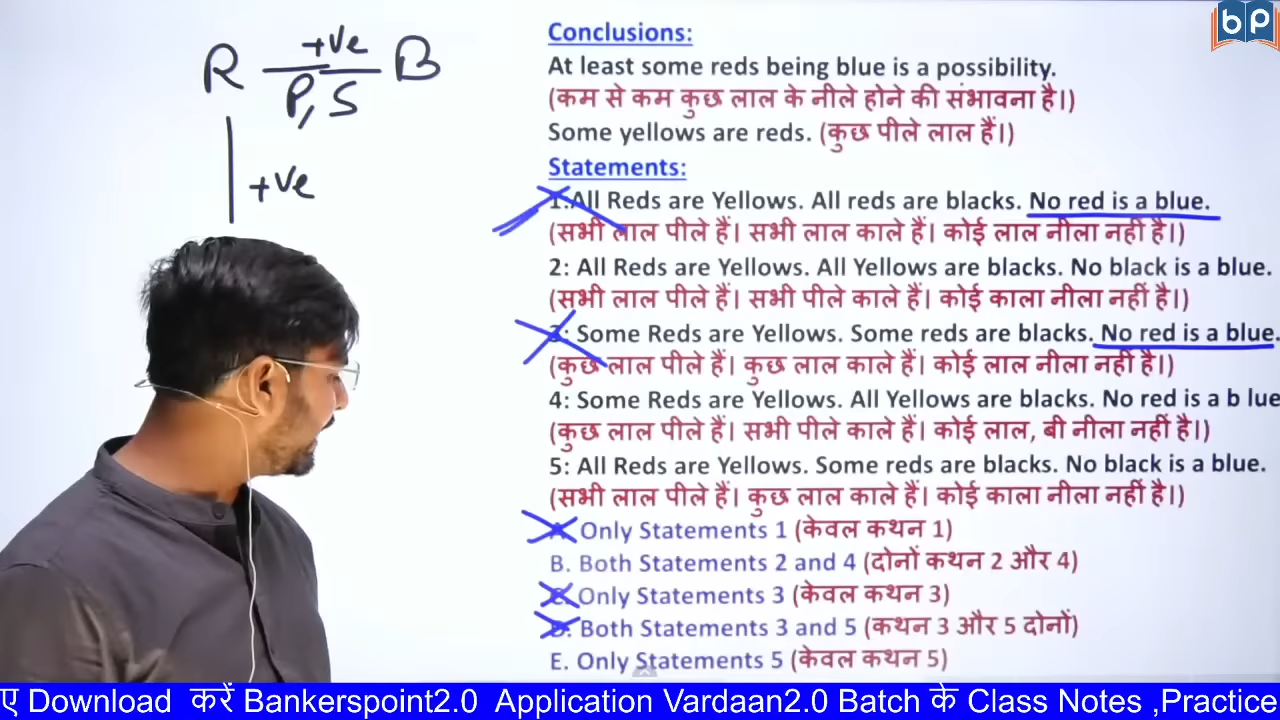 R +ve B
P, S
+ve
bp
Conclusions:
At least some reds being blue is a possibility.
(कम से कम कुछ लाल के नीले होने की संभावना है।)
Some yellows are reds. (कुछ पीले लाल हैं।)
Statements:
1:All Reds are Yellows. All reds are blacks. No red is a blue.
(सभी लाल पीले हैं। सभी लाल काले हैं। कोई लाल नीला नहीं है।)
2: All Reds are Yellows. All Yellows are blacks. No black is a blue.
(सभी लाल पीले हैं। सभी पीले काले हैं। कोई काला नीला नहीं है।)
3: Some Reds are Yellows. Some reds are blacks. No red is a blue.
(कुछ लाल पीले हैं। कुछ लाल काले हैं। कोई लाल नीला नहीं है।)
4: Some Reds are Yellows. All Yellows are blacks. No red is a b lue
(कुछ लाल पीले हैं। सभी पीले काले हैं। कोई लाल, बी नीला नहीं है।)
5: All Reds are Yellows. Some reds are blacks. No black is a blue.
(सभी लाल पीले हैं। कुछ लाल काले हैं। कोई काला नीला नहीं है।)
A. Only Statements 1 (केवल कथन 1)
B. Both Statements 2 and 4 (दोनों कथन 2 और 4)
C. Only Statements 3 (केवल कथन 3)
D. Both Statements 3 and 5 (कथन 3 और 5 दोनों)
E. Only Statements 5 (केवल कथन 5)
ए Download करें Bankerspoint2.0 Application Vardaan2.0 Batch के Class Notes ,Practice